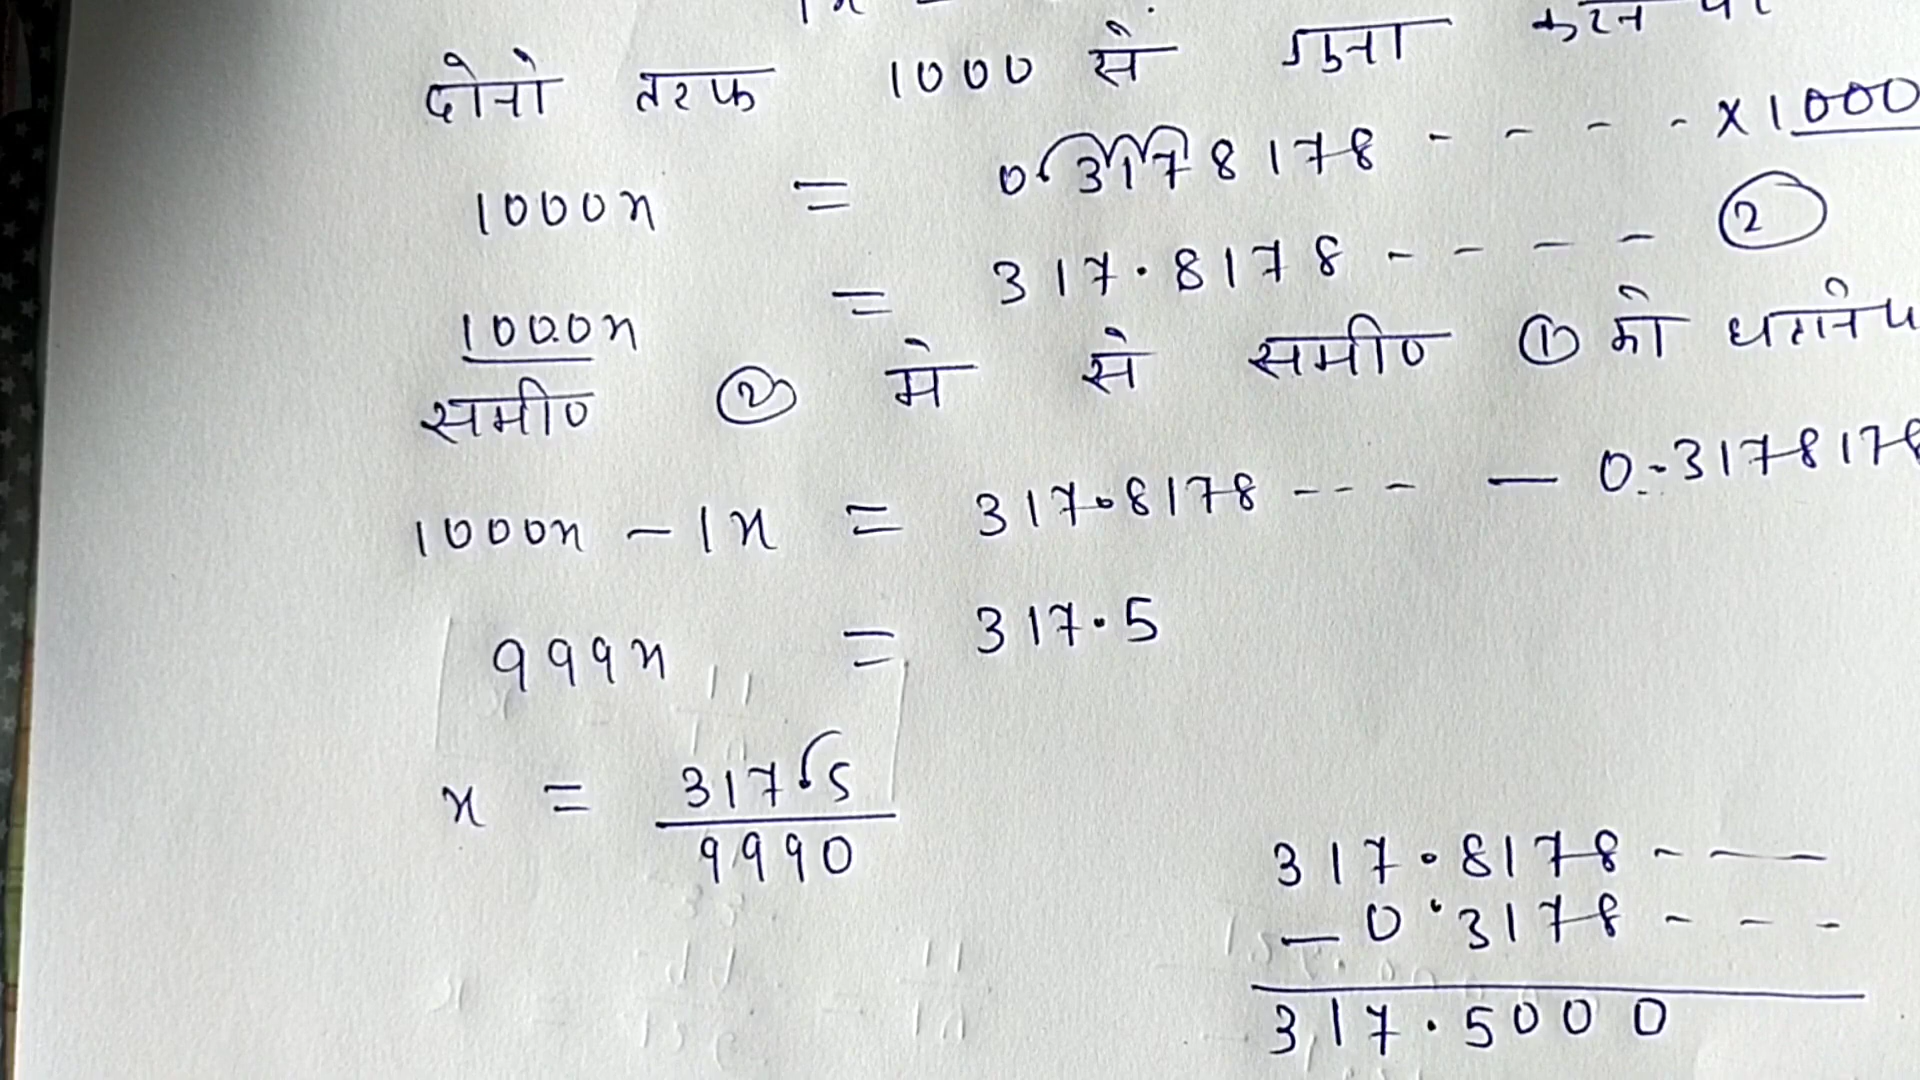 दोनो तरफ 1000 से गुना करने पर
1000x = 0.3178178 - - - - × 1000
1000x = 317.8178 - - - - ②
समी० ② मे से समी० ① को घटाने प
1000x - 1x = 317.8178 - - - - 0.3178178
999x = 317.5
x = 317.5 / 9990
317.8178 - - -
- 0.3178 - - -
317.5000